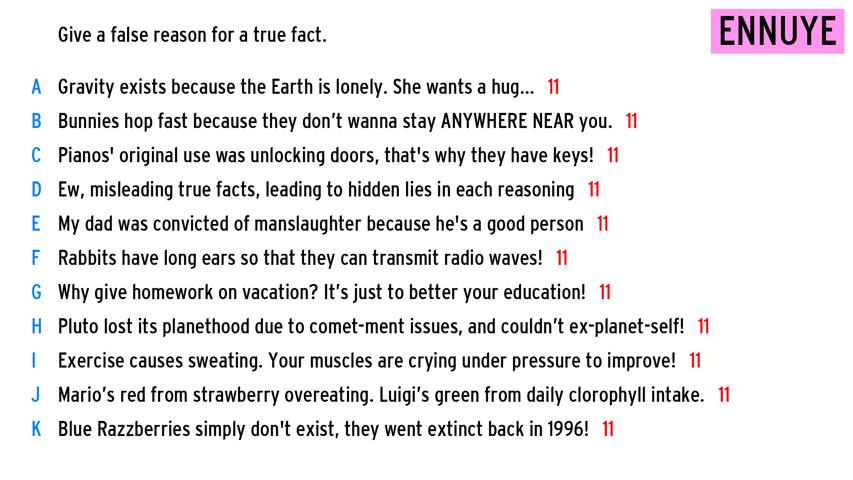 Give a false reason for a true fact.
ENNUYE
A Gravity exists because the Earth is lonely. She wants a hug... 11
B Bunnies hop fast because they don't wanna stay ANYWHERE NEAR you. 11
C Pianos' original use was unlocking doors, that's why they have keys! 11
D Ew, misleading true facts, leading to hidden lies in each reasoning 11
E My dad was convicted of manslaughter because he's a good person 11
F Rabbits have long ears so that they can transmit radio waves! 11
G Why give homework on vacation? It's just to better your education! 11
H Pluto lost its planethood due to comet-ment issues, and couldn't ex-planet-self! 11
I Exercise causes sweating. Your muscles are crying under pressure to improve! 11
J Mario's red from strawberry overeating. Luigi's green from daily clorophyll intake. 11
K Blue Razzberries simply don't exist, they went extinct back in 1996! 11